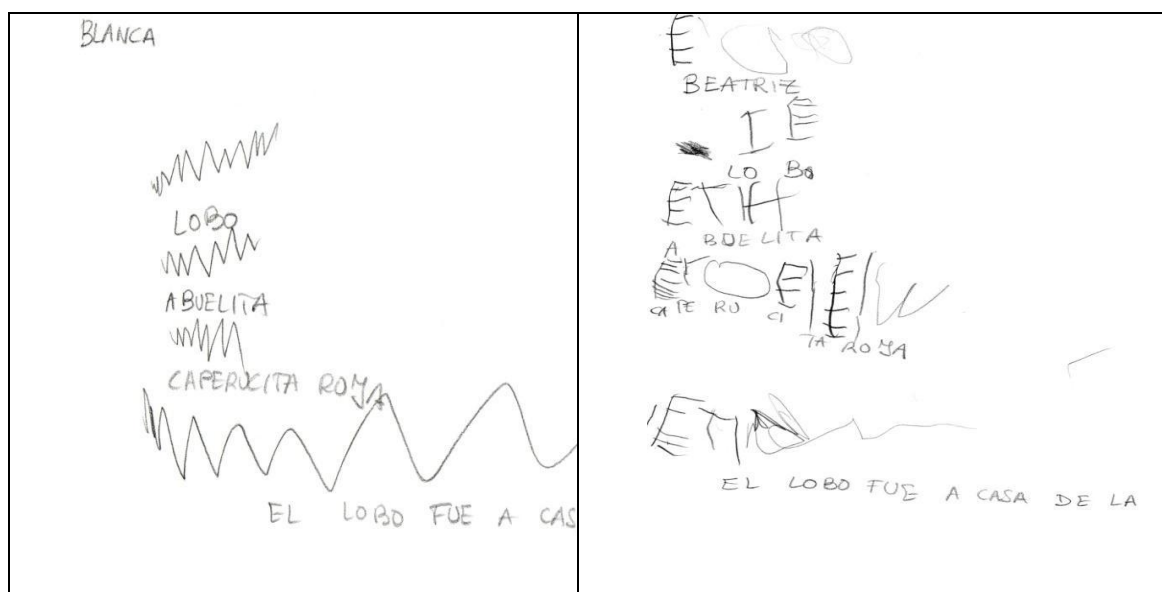 BLANCA
LOBO
ABUELITA
CAPERUCITA ROJA
EL LOBO FUE A CAS
E
BEATRIZ
I E
LO BO
E
A BUELITA
CA PE RU CI TA ROJA
EL LOBO FUE A CASA DE LA